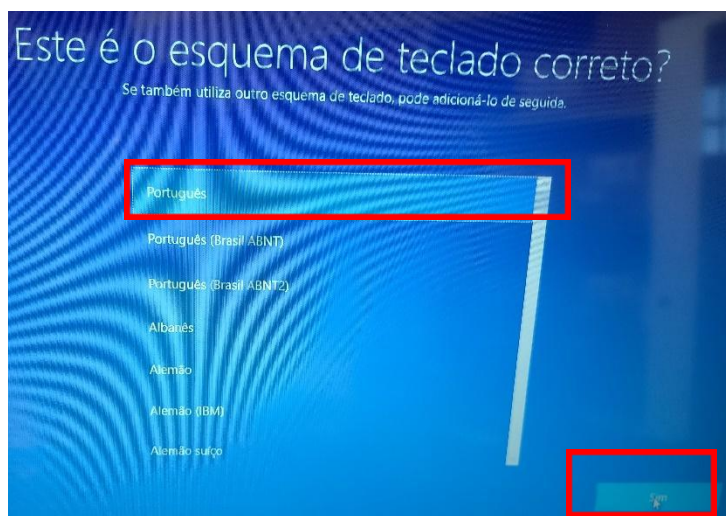 Este é o esquema de teclado correto?
Se também utiliza outro esquema de teclado, pode adicioná-lo de seguida.
Português
Português (Brasil ABNT)
Português (Brasil ABNT2)
Albanês
Alemão
Alemão (IBM)
Alemão suíço
Sim